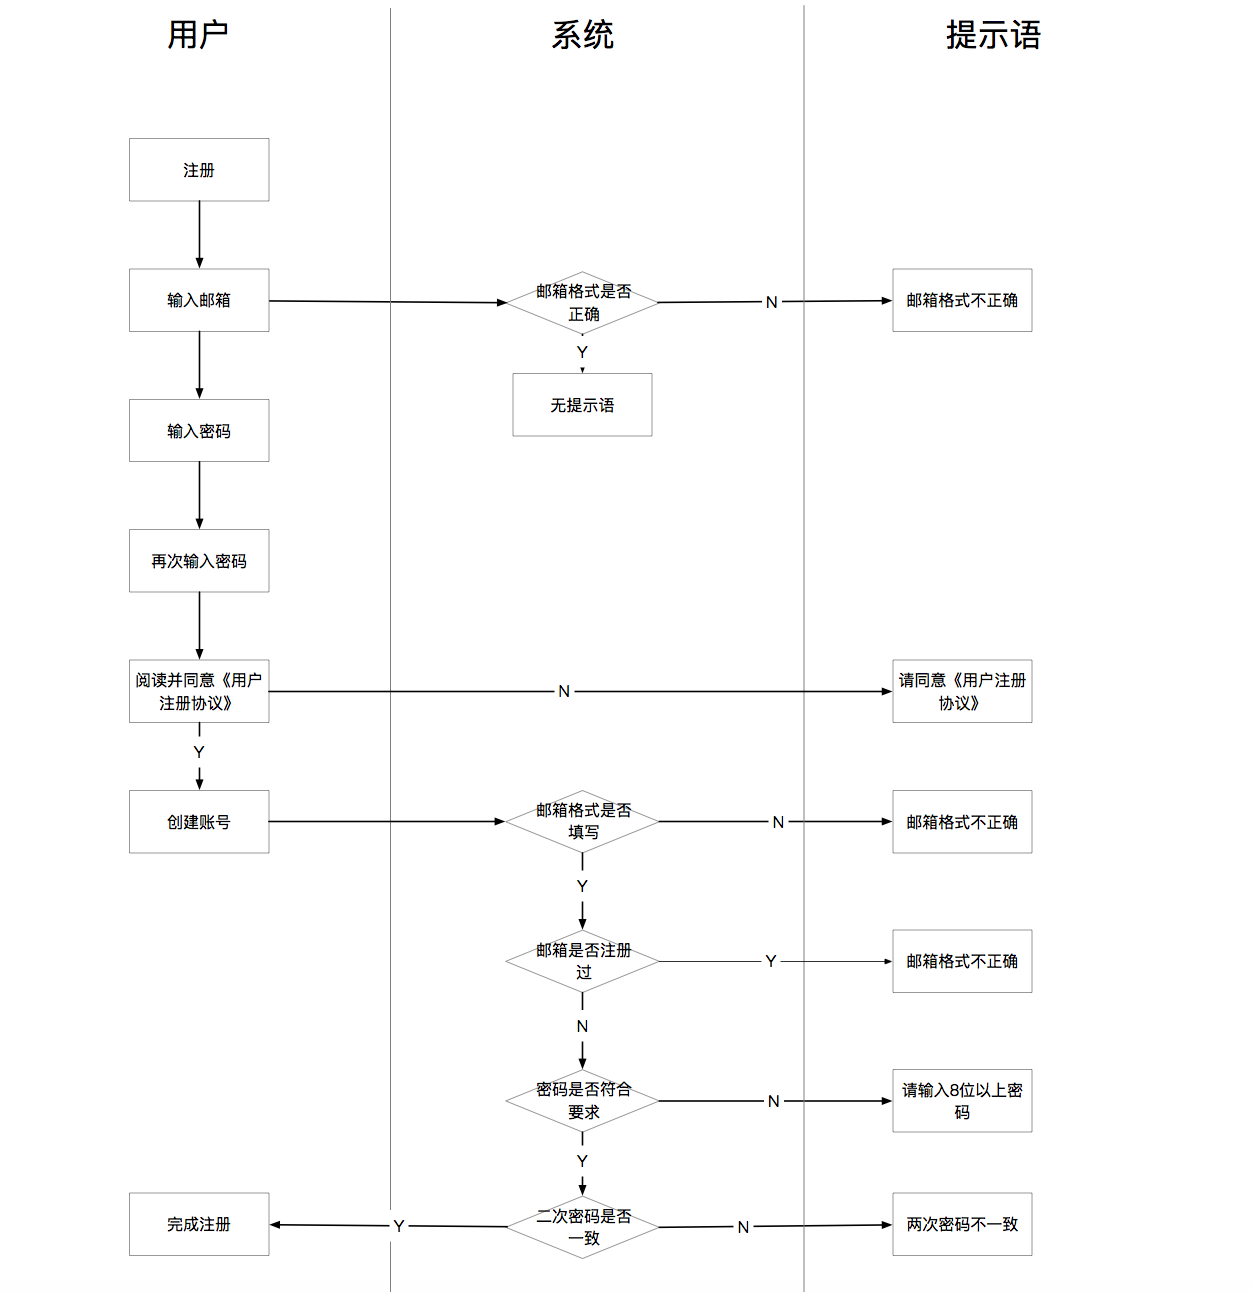 用户
系统
提示语
注册
输入邮箱
邮箱格式是否
正确
N
邮箱格式不正确
Y
无提示语
输入密码
再次输入密码
阅读并同意《用户
注册协议》
N
请同意《用户注册
协议》
Y
创建账号
邮箱格式是否
填写
N
邮箱格式不正确
Y
邮箱是否注册
过
Y
邮箱格式不正确
N
密码是否符合
要求
N
请输入8位以上密
码
Y
完成注册
Y
二次密码是否
一致
N
两次密码不一致